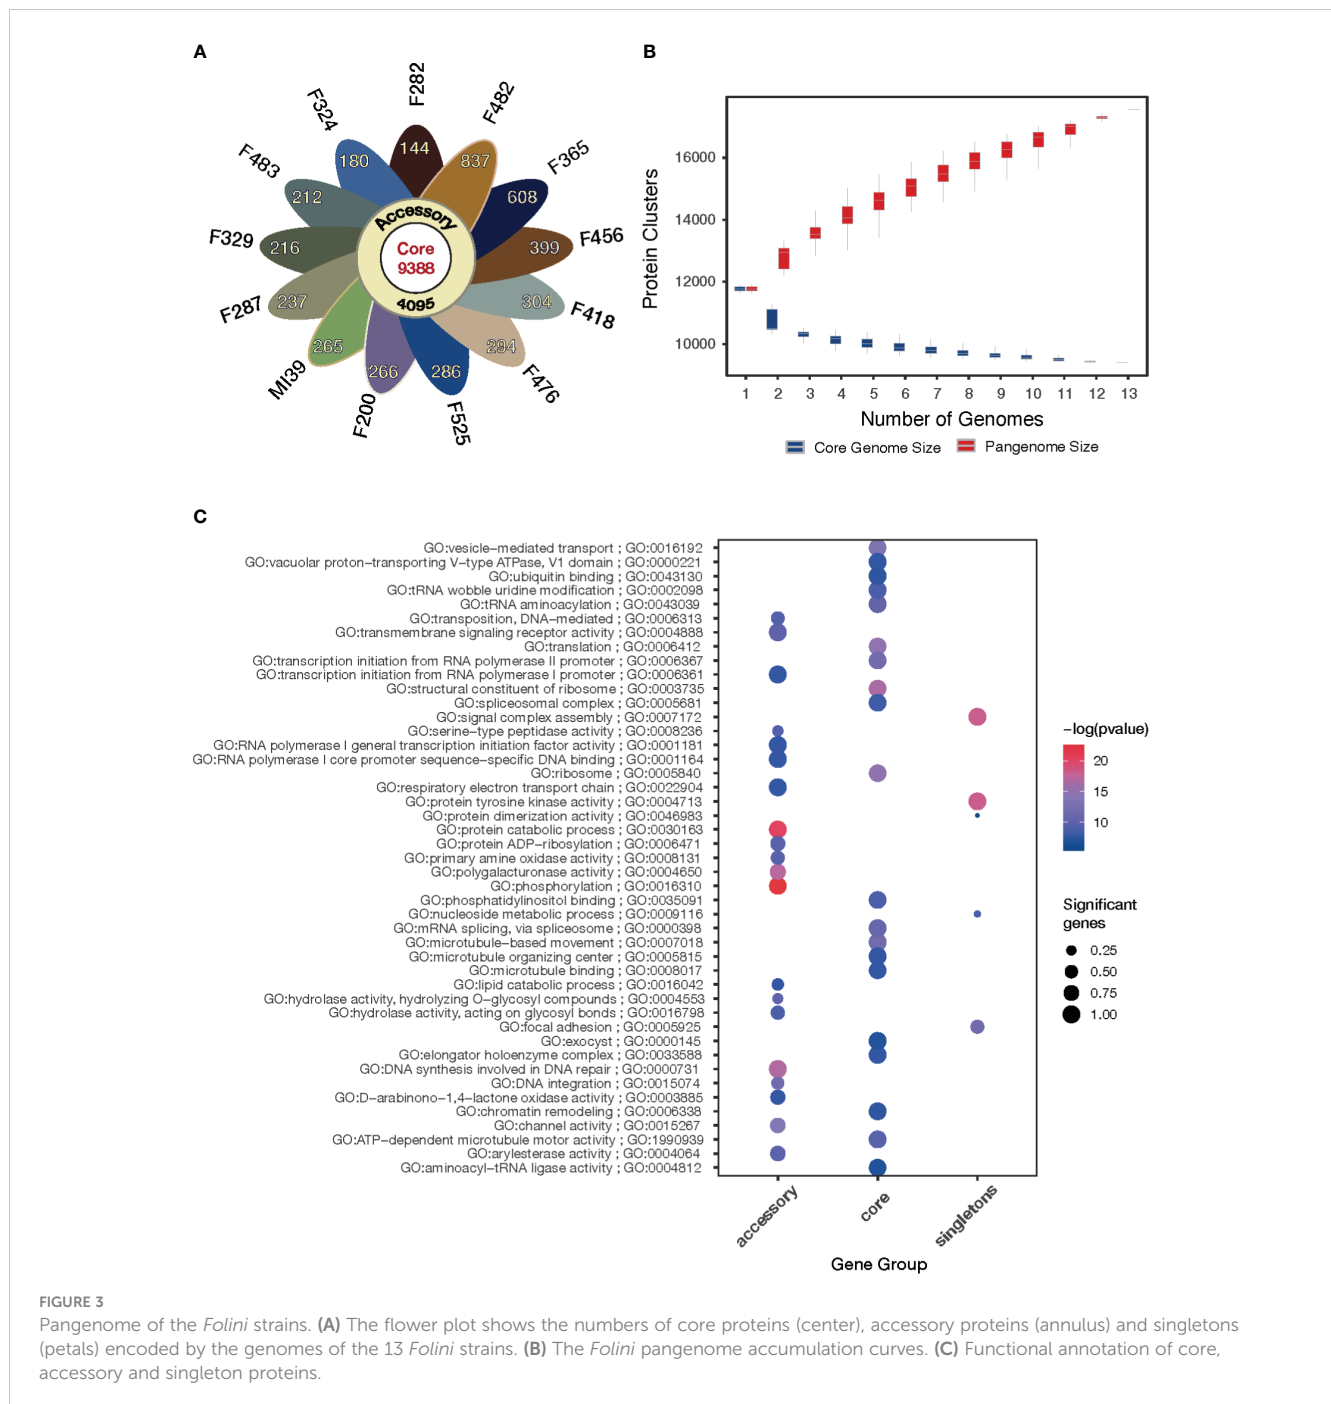 A
F282
F482
F365
F456
F418
F476
F525
F200
MI39
F287
F329
F483
F324
144
837
608
399
304
294
286
266
265
237
216
212
180
Accessory
4095
Core
9388
B
Protein Clusters
16000
14000
12000
10000
1 2 3 4 5 6 7 8 9 10 11 12 13
Number of Genomes
Core Genome Size Pangenome Size
C
GO:vesicle−mediated transport ; GO:0016192
GO:vacuolar proton−transporting V−type ATPase, V1 domain ; GO:0000221
GO:ubiquitin binding ; GO:0043130
GO:tRNA wobble uridine modification ; GO:0002098
GO:tRNA aminoacylation ; GO:0043039
GO:transposition, DNA−mediated ; GO:0006313
GO:transmembrane signaling receptor activity ; GO:0004888
GO:translation ; GO:0006412
GO:transcription initiation from RNA polymerase II promoter ; GO:0006367
GO:transcription initiation from RNA polymerase I promoter ; GO:0006361
GO:structural constituent of ribosome ; GO:0003735
GO:spliceosomal complex ; GO:0005681
GO:signal complex assembly ; GO:0007172
GO:serine−type peptidase activity ; GO:0008236
GO:RNA polymerase I general transcription initiation factor activity ; GO:0001181
GO:RNA polymerase I core promoter sequence−specific DNA binding ; GO:0001164
GO:ribosome ; GO:0005840
GO:respiratory electron transport chain ; GO:0022904
GO:protein tyrosine kinase activity ; GO:0004713
GO:protein dimerization activity ; GO:0046983
GO:protein catabolic process ; GO:0030163
GO:protein ADP−ribosylation ; GO:0006471
GO:primary amine oxidase activity ; GO:0008131
GO:polygalacturonase activity ; GO:0004650
GO:phosphorylation ; GO:0016310
GO:phosphatidylinositol binding ; GO:0035091
GO:nucleoside metabolic process ; GO:0009116
GO:mRNA splicing, via spliceosome ; GO:0000398
GO:microtubule−based movement ; GO:0007018
GO:microtubule organizing center ; GO:0005815
GO:microtubule binding ; GO:0008017
GO:lipid catabolic process ; GO:0016042
GO:hydrolase activity, hydrolyzing O−glycosyl compounds ; GO:0004553
GO:hydrolase activity, acting on glycosyl bonds ; GO:0016798
GO:focal adhesion ; GO:0005925
GO:exocyst ; GO:0000145
GO:elongator holoenzyme complex ; GO:0033588
GO:DNA synthesis involved in DNA repair ; GO:0000731
GO:DNA integration ; GO:0015074
GO:D−arabinono−1,4−lactone oxidase activity ; GO:0003885
GO:chromatin remodeling ; GO:0006338
GO:channel activity ; GO:0015267
GO:ATP−dependent microtubule motor activity ; GO:1990939
GO:arylesterase activity ; GO:0004064
GO:aminoacyl−tRNA ligase activity ; GO:0004812
accessory
core
singletons
Gene Group
−log(pvalue)
20
15
10
Significant
genes
0.25
0.50
0.75
1.00
FIGURE 3
Pangenome of the Folini strains. (A) The flower plot shows the numbers of core proteins (center), accessory proteins (annulus) and singletons
(petals) encoded by the genomes of the 13 Folini strains. (B) The Folini pangenome accumulation curves. (C) Functional annotation of core,
accessory and singleton proteins.